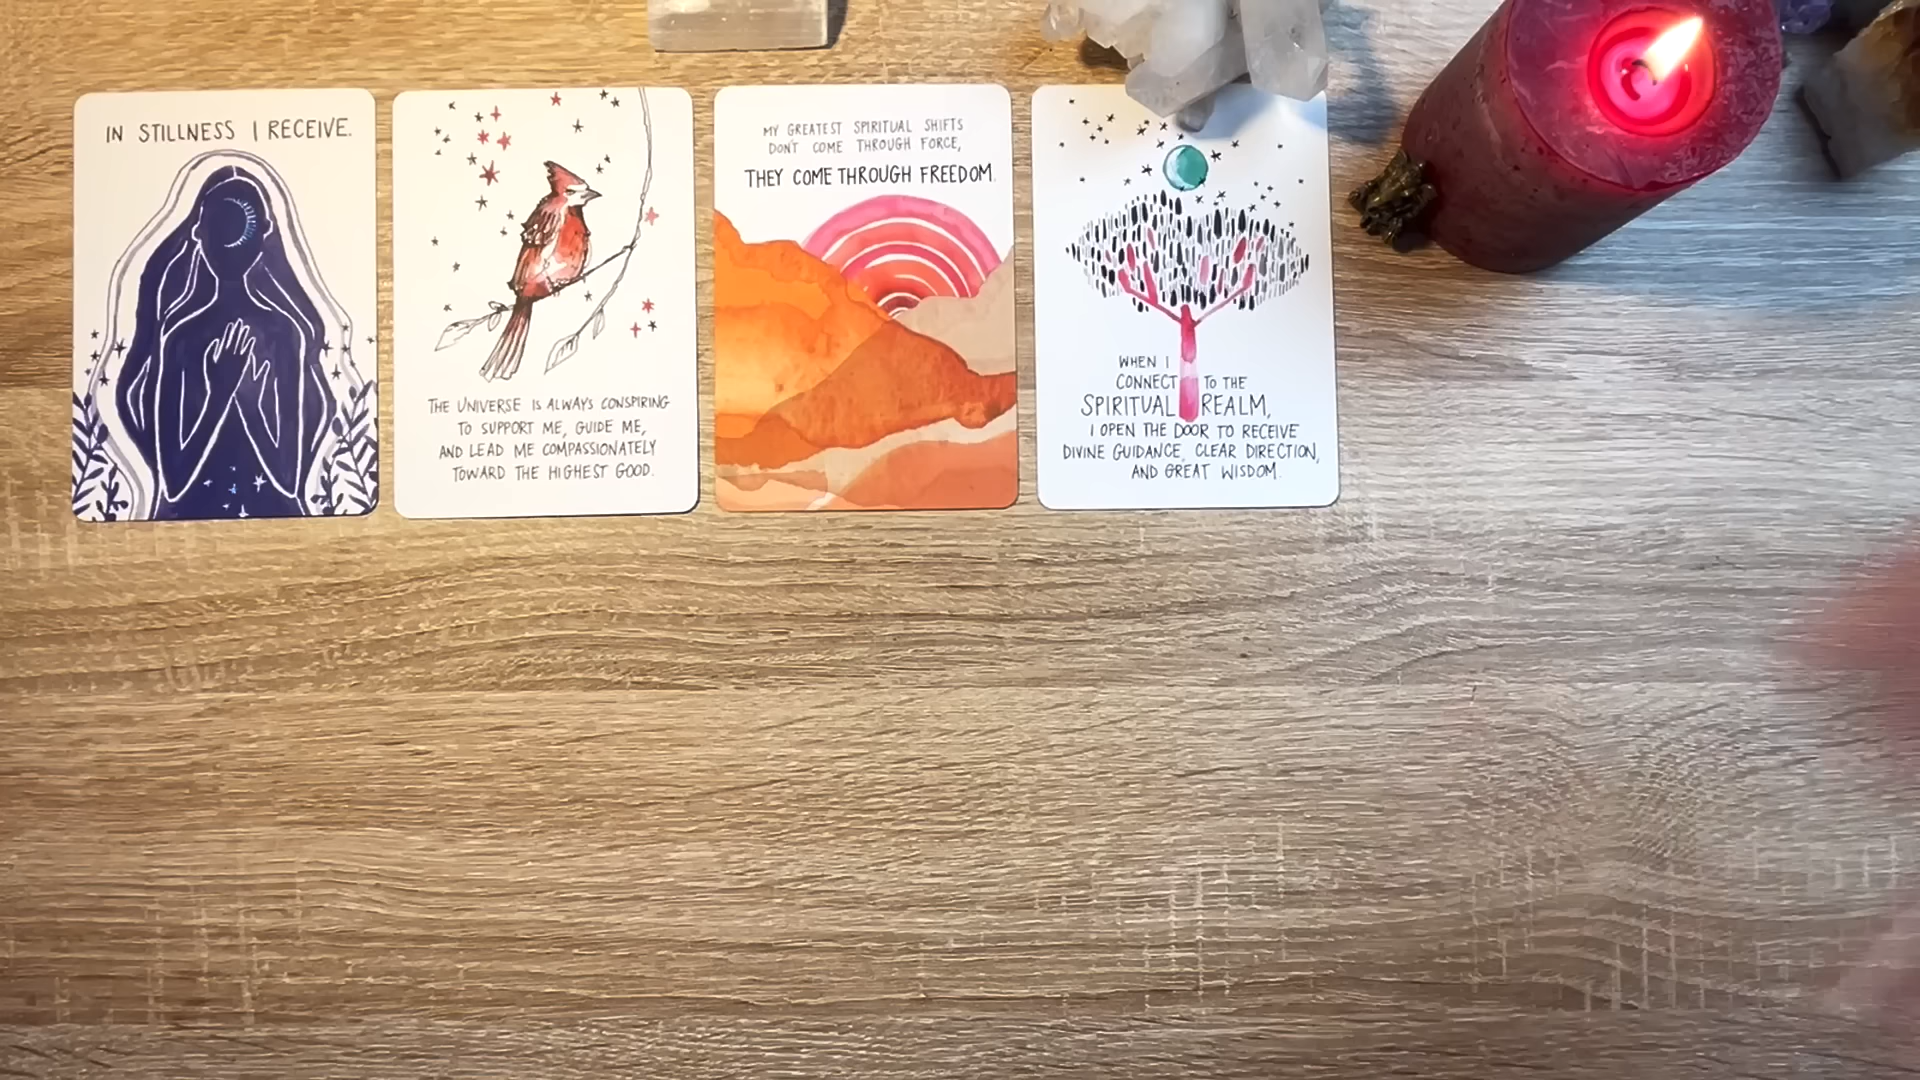 IN STILLNESS I RECEIVE.
THE UNIVERSE IS ALWAYS CONSPIRING
TO SUPPORT ME, GUIDE ME,
AND LEAD ME COMPASSIONATELY
TOWARD THE HIGHEST GOOD.
MY GREATEST SPIRITUAL SHIFTS
DON'T COME THROUGH FORCE,
THEY COME THROUGH FREEDOM.
WHEN I
CONNECT TO THE
SPIRITUAL REALM,
I OPEN THE DOOR TO RECEIVE
DIVINE GUIDANCE, CLEAR DIRECTION,
AND GREAT WISDOM.